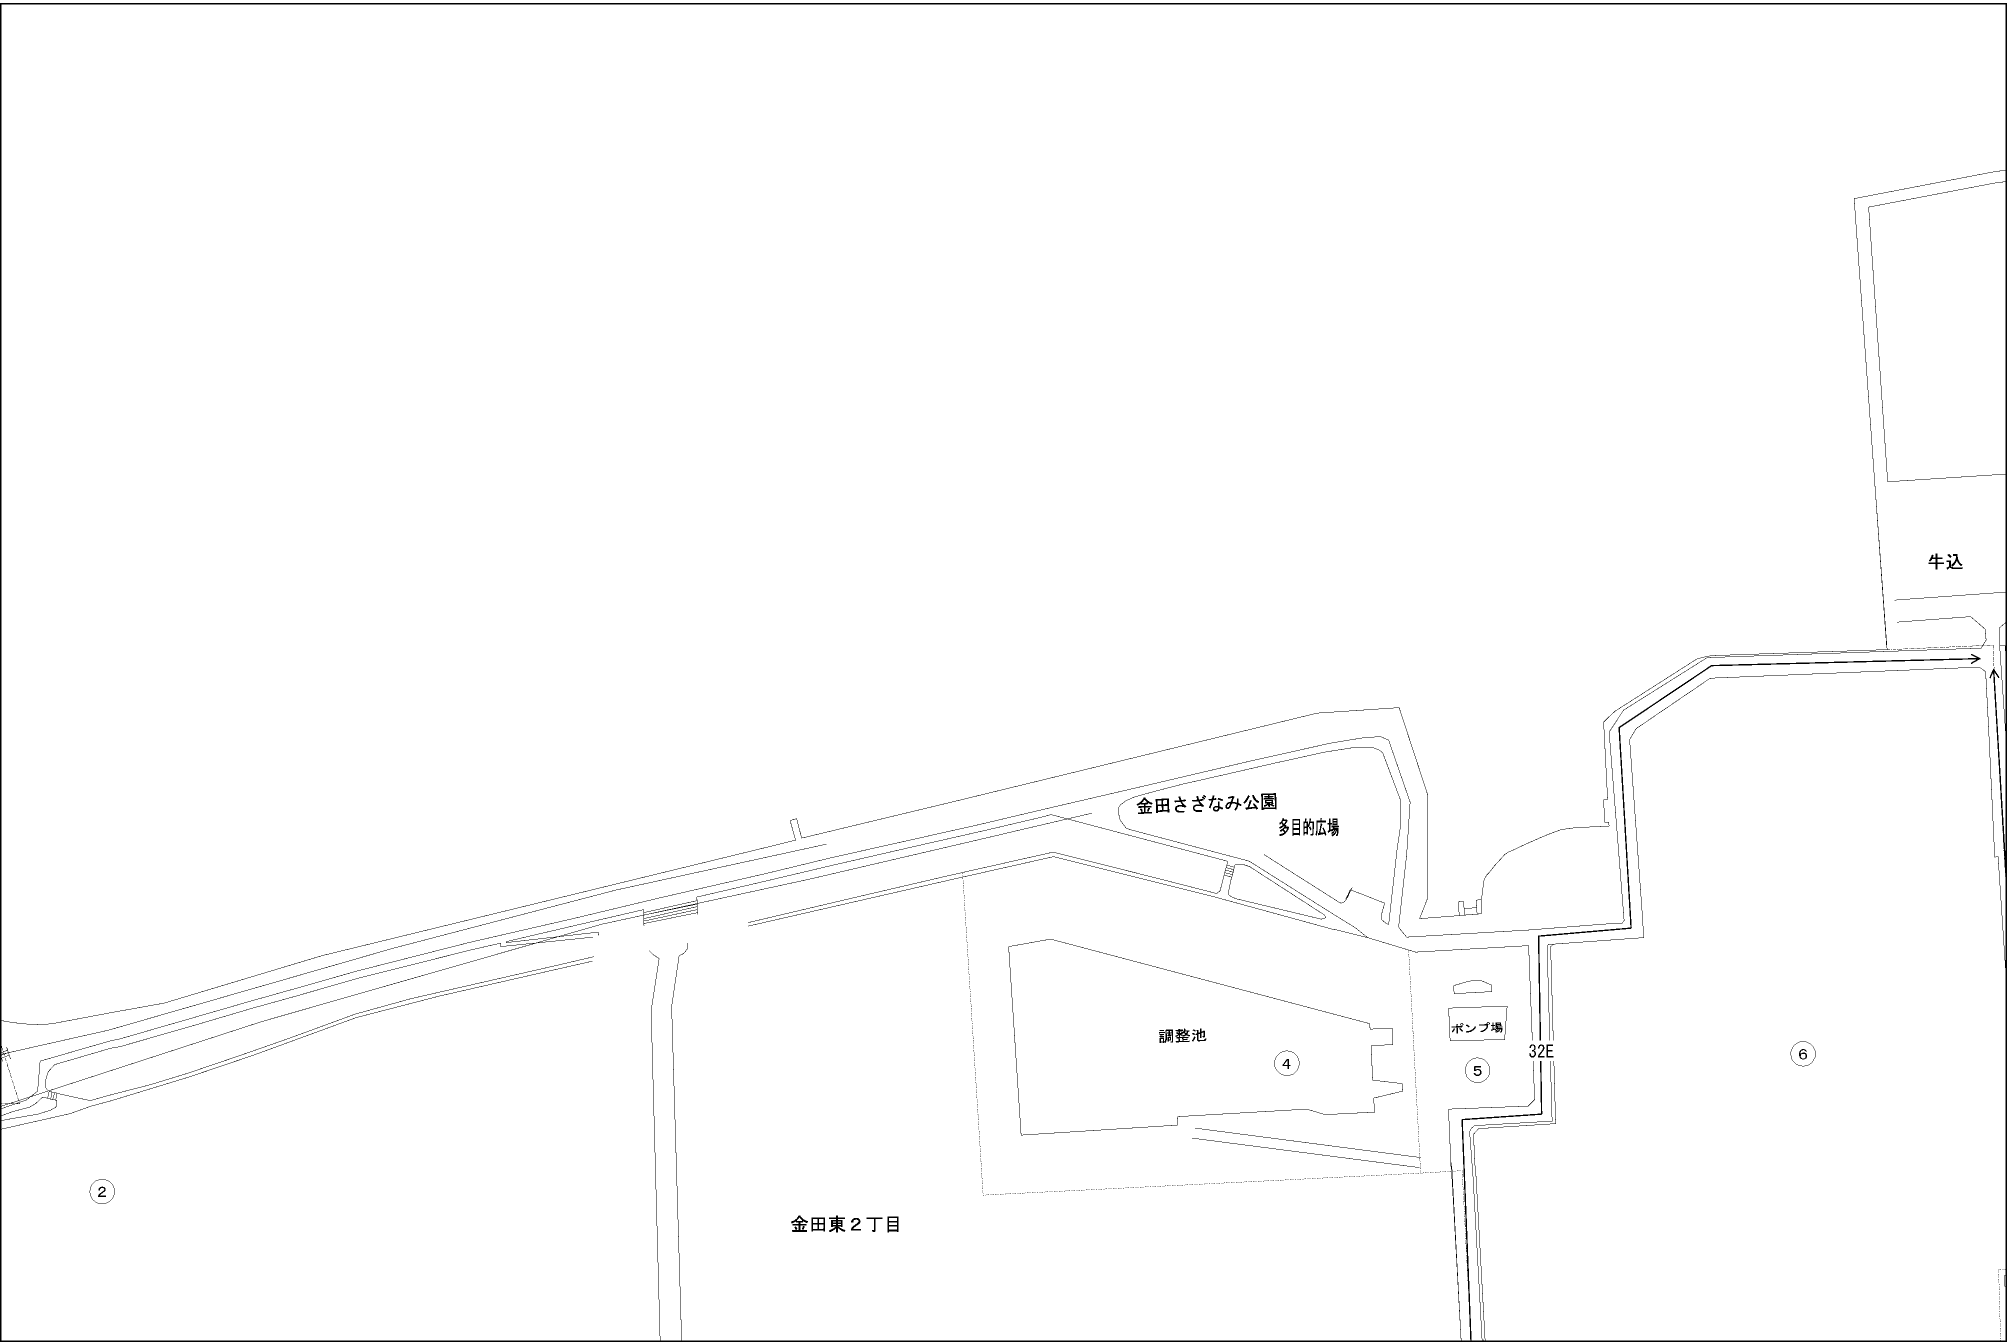 牛込
金田さざなみ公園
多目的広場
ポンプ場
調整池
32E
④
⑤
⑥
②
金田東２丁目